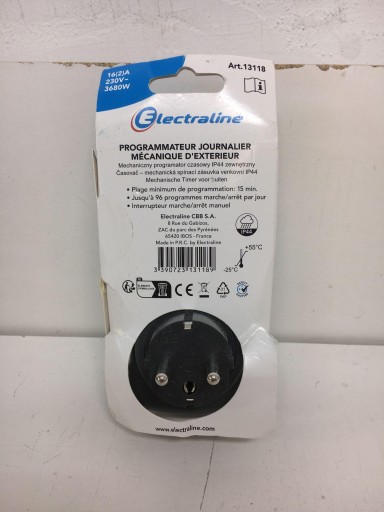 16(2)A
230V~
3680W
Art.13118
Electraline
PROGRAMMATEUR JOURNALIER
MÉCANIQUE D'EXTERIEUR
Mechaniczny programator czasowy IP44 zewnętrzny
Časovač – mechanická spínací zásuvka venkovní IP44
Mechanische Timer voor buiten
• Plage minimum de programmation: 15 min.
• Jusqu'à 96 programmes marche/arrêt par jour
• Interrupteur marche/arrêt manuel
Electraline CBB S.A.
8 Rue du Gabizos,
ZAC du parc des Pyrénées
65420 IBOS - France
Made in P.R.C. by Electraline
IP44
+55°C
-25°C
3 390723 131189
CE
www.electraline.com